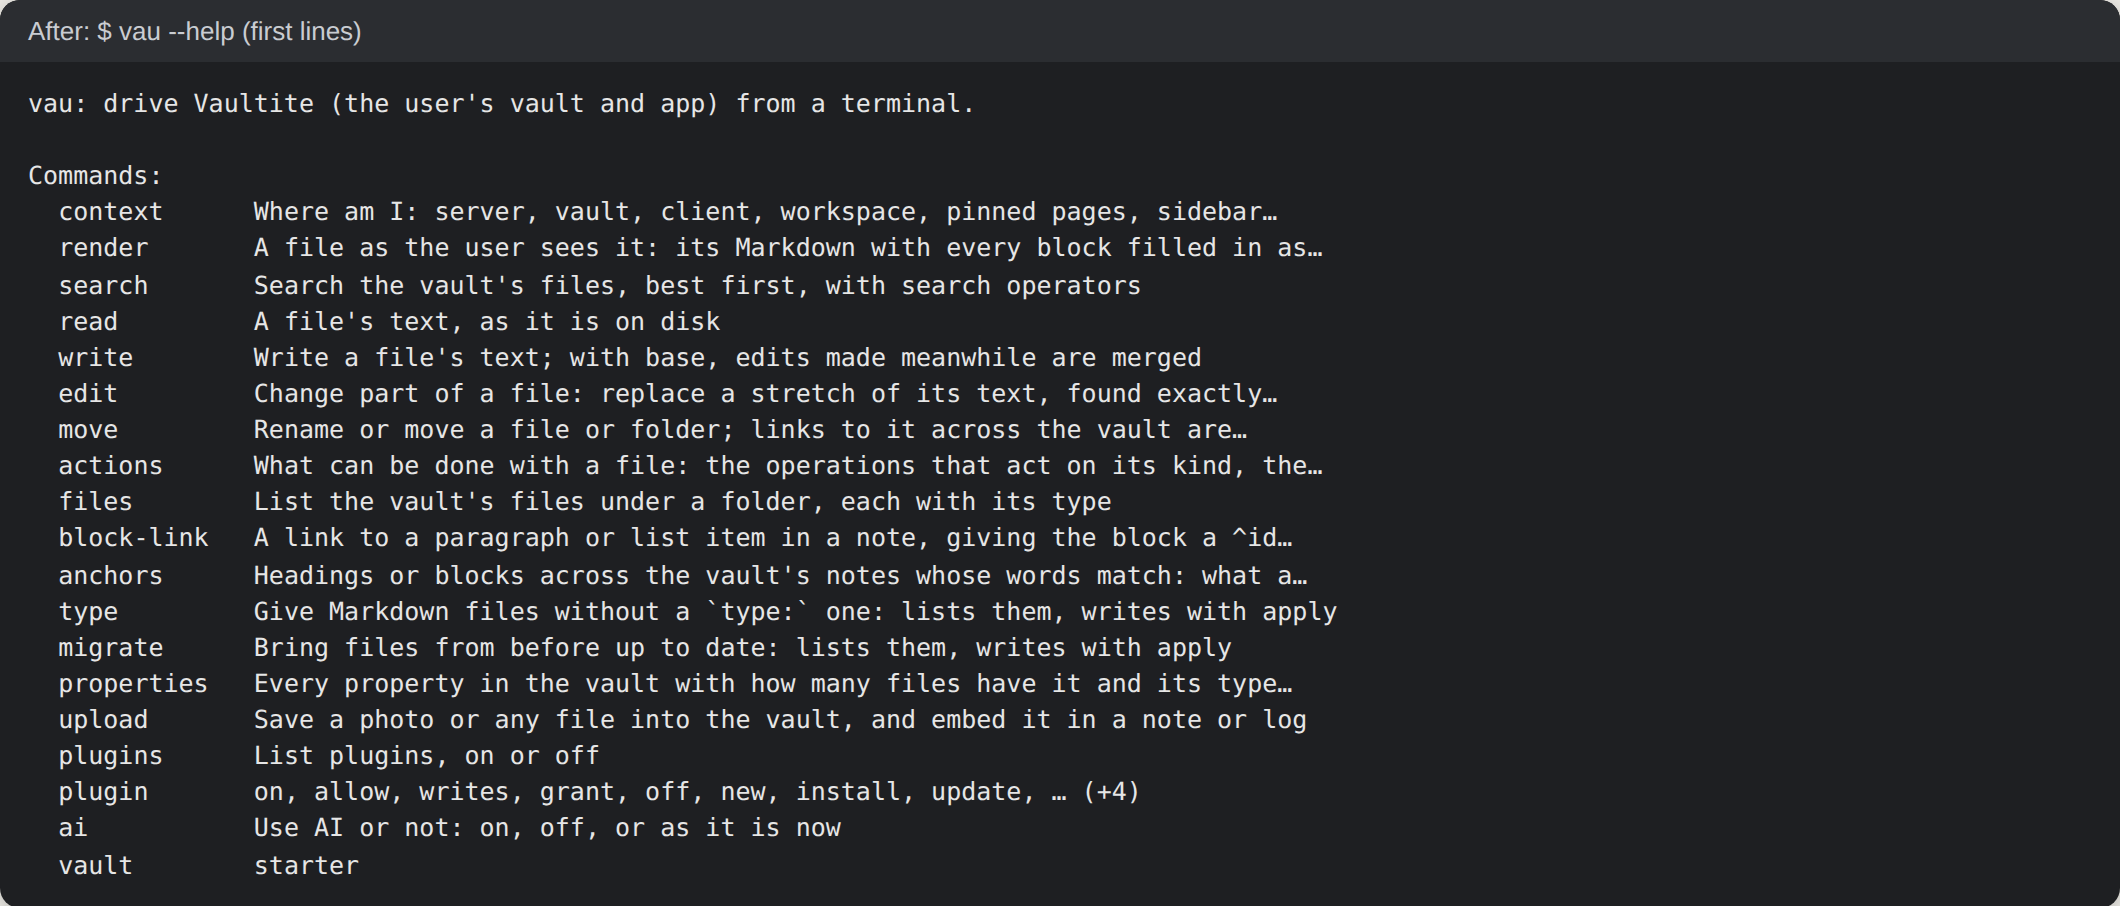 After: $ vau --help (first lines)
vau: drive Vaultite (the user's vault and app) from a terminal.
Commands:
context Where am I: server, vault, client, workspace, pinned pages, sidebar…
render A file as the user sees it: its Markdown with every block filled in as…
search Search the vault's files, best first, with search operators
read A file's text, as it is on disk
write Write a file's text; with base, edits made meanwhile are merged
edit Change part of a file: replace a stretch of its text, found exactly…
move Rename or move a file or folder; links to it across the vault are…
actions What can be done with a file: the operations that act on its kind, the…
files List the vault's files under a folder, each with its type
block-link A link to a paragraph or list item in a note, giving the block a ^id…
anchors Headings or blocks across the vault's notes whose words match: what a…
type Give Markdown files without a `type:` one: lists them, writes with apply
migrate Bring files from before up to date: lists them, writes with apply
properties Every property in the vault with how many files have it and its type…
upload Save a photo or any file into the vault, and embed it in a note or log
plugins List plugins, on or off
plugin on, allow, writes, grant, off, new, install, update, … (+4)
ai Use AI or not: on, off, or as it is now
vault starter